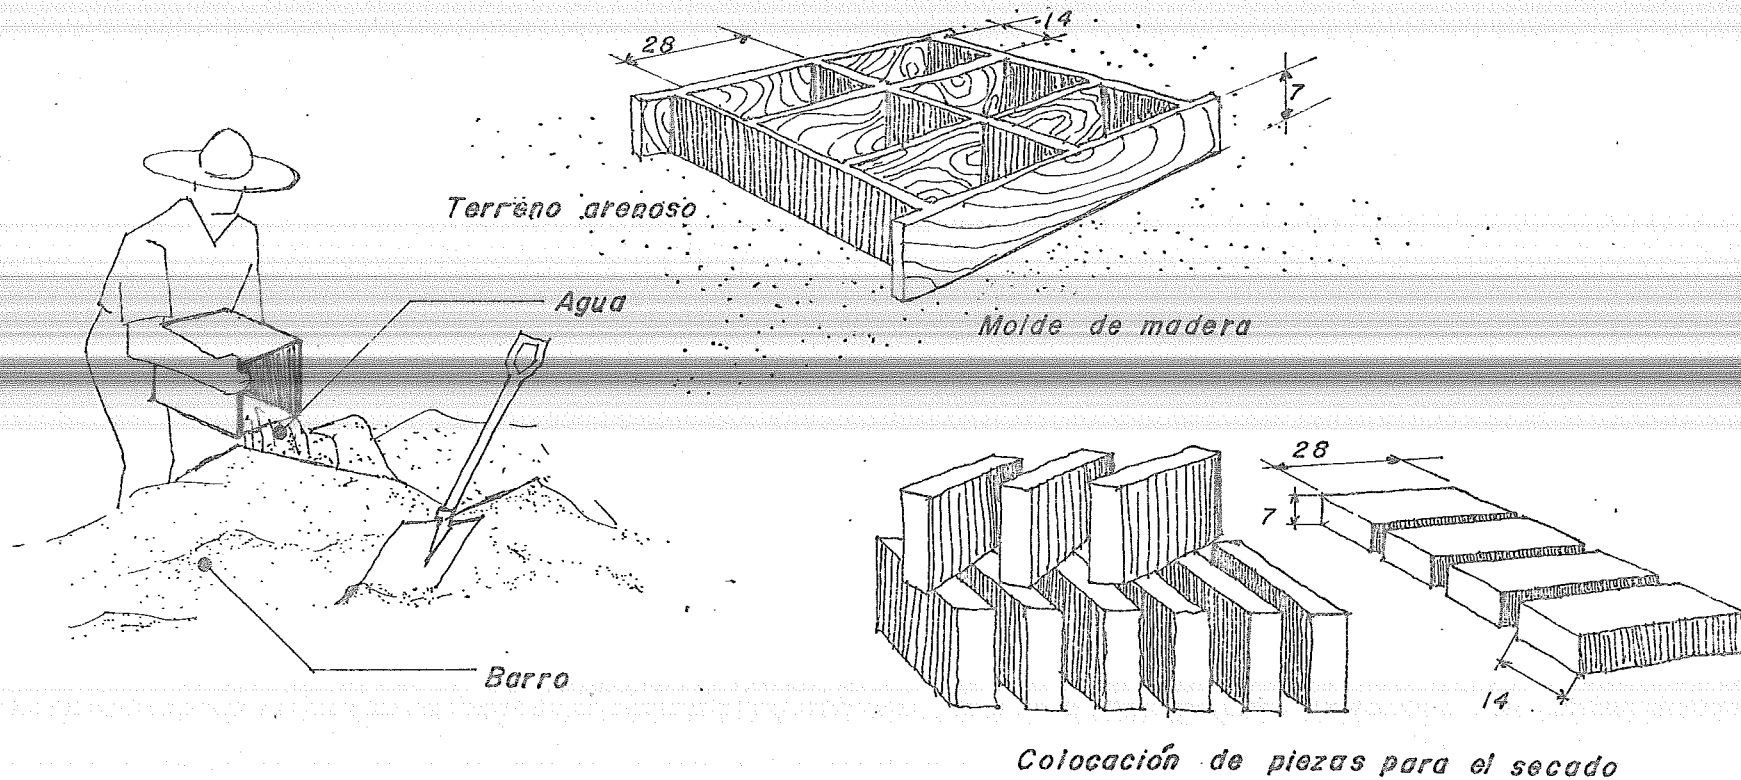 28
14
7
Terreno arenoso
Agua
Molde de madera
28
7
Barro
14
Colocación de piezas para el secado